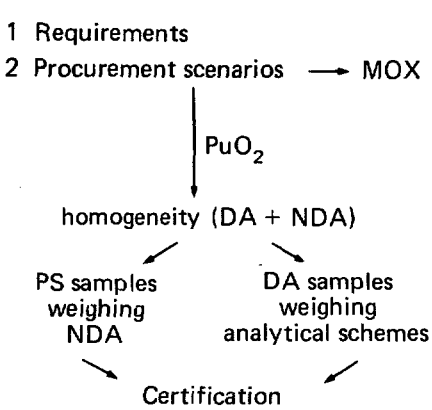 1 Requirements
2 Procurement scenarios → MOX
PuO₂
homogeneity (DA + NDA)
PS samples
weighing
NDA
DA samples
weighing
analytical schemes
Certification